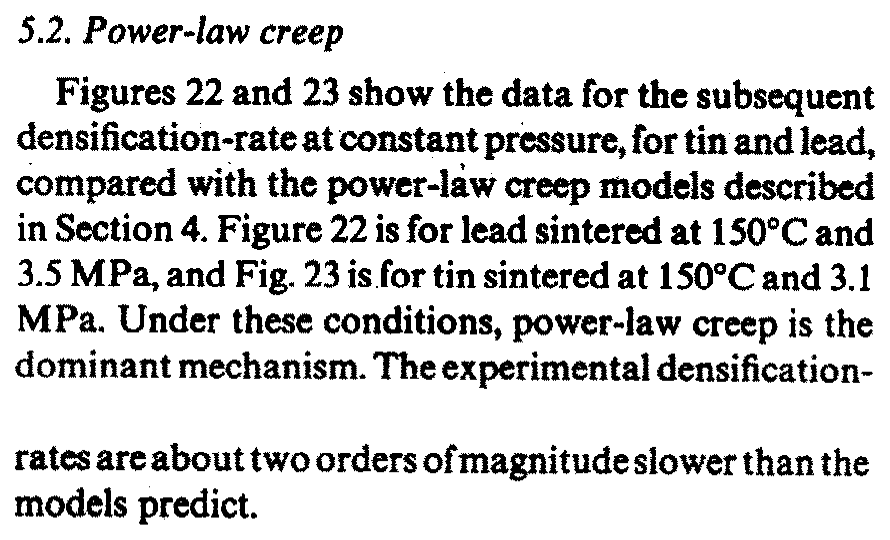 5.2. Power-law creep
Figures 22 and 23 show the data for the subsequent
densification-rate at constant pressure, for tin and lead,
compared with the power-law creep models described
in Section 4. Figure 22 is for lead sintered at 150°C and
3.5 MPa, and Fig. 23 is for tin sintered at 150°C and 3.1
MPa. Under these conditions, power-law creep is the
dominant mechanism. The experimental densification-
rates are about two orders of magnitude slower than the
models predict.